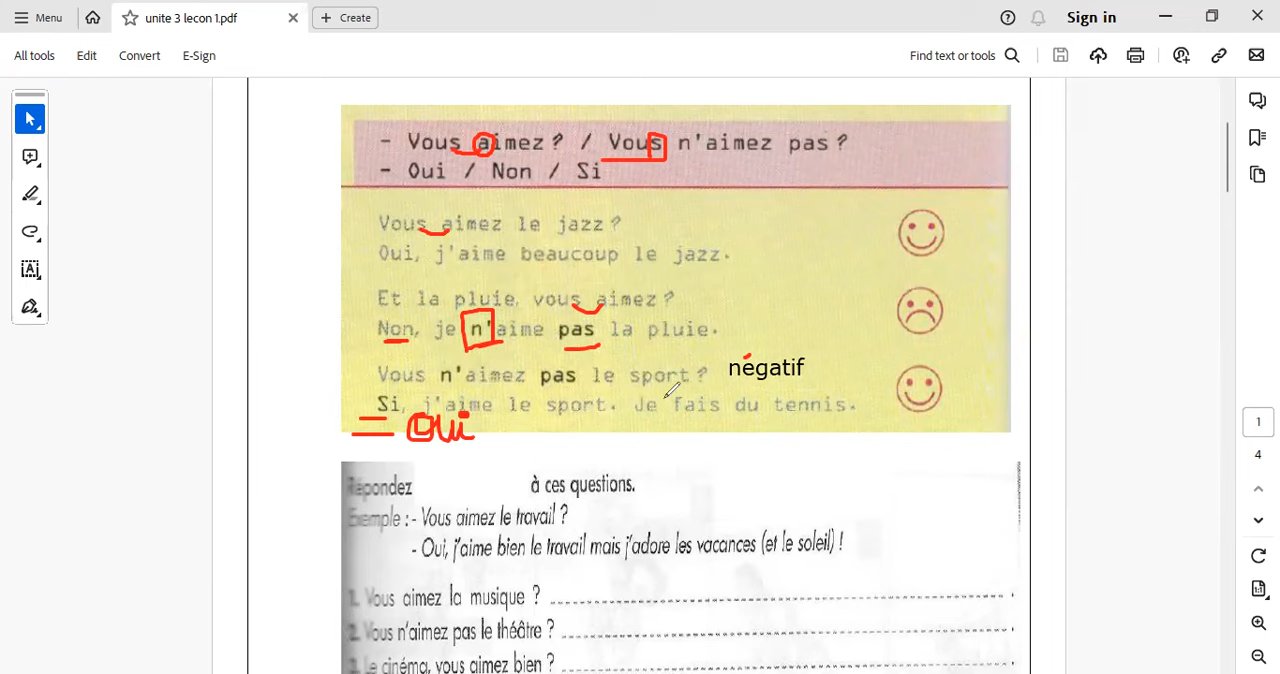 Menu
unite 3 lecon 1.pdf
Create
Sign in
All tools
Edit
Convert
E-Sign
Find text or tools
- Vous aimez? / Vous n'aimez pas?
- Oui / Non / Si
Vous aimez le jazz?
Oui, j'aime beaucoup le jazz.
Et la pluie, vous aimez?
Non, je n'aime pas la pluie.
Vous n'aimez pas le sport?
négatif
Si, j'aime le sport. Je fais du tennis.
= oui
Répondez à ces questions.
Exemple : - Vous aimez le travail ?
- Oui, j'aime bien le travail mais j'adore les vacances (et le soleil) !
1. Vous aimez la musique ?
2. Vous n'aimez pas le théâtre ?
3. Le cinéma, vous aimez bien ?
1
4